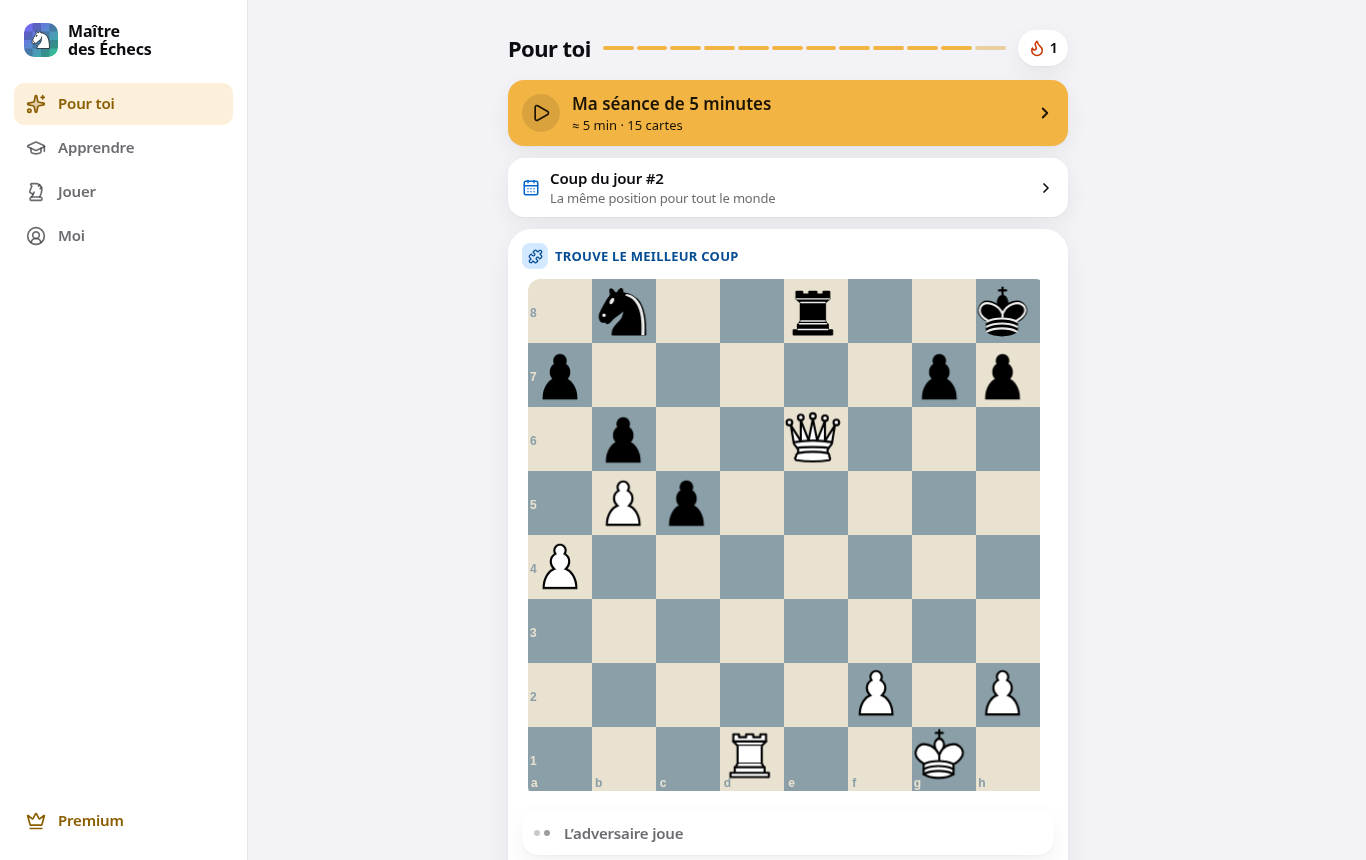 Maître
des Échecs
Pour toi
Apprendre
Jouer
Moi
Premium
Pour toi
1
Ma séance de 5 minutes
≈ 5 min · 15 cartes
Coup du jour #2
La même position pour tout le monde
TROUVE LE MEILLEUR COUP
8
7
6
5
4
3
2
1
a b c d e f g h
L’adversaire joue